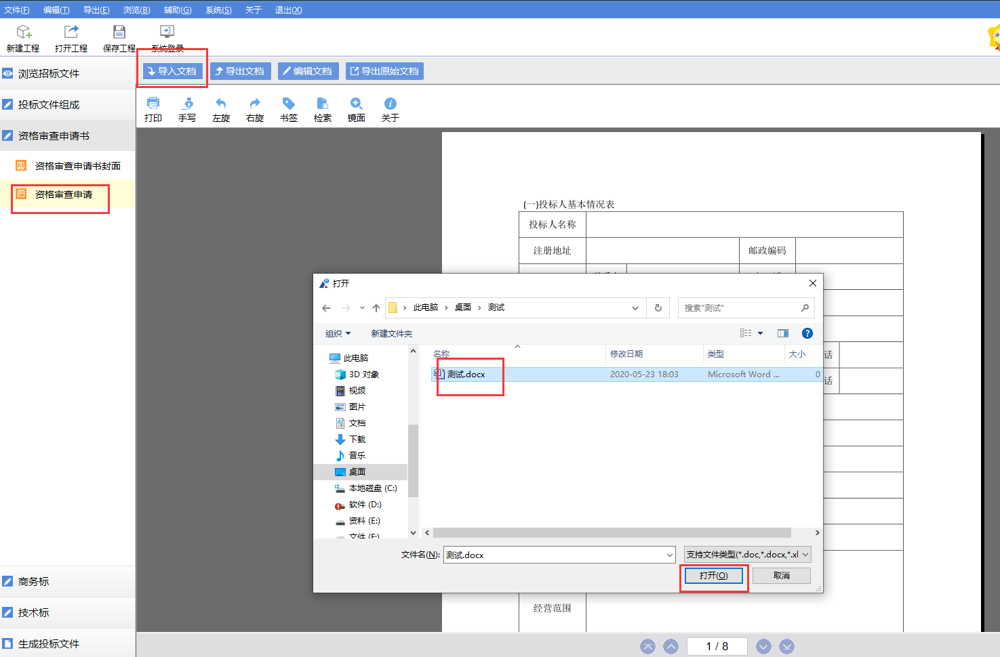 文件(F) 编辑(T) 导出(E) 浏览(B) 辅助(G) 系统(S) 关于 退出(X)
新建工程 打开工程 保存工程 系统登录
导入文档 导出文档 编辑文档 导出原始文档
打印 手写 左旋 右旋 书签 检索 镜面 关于
浏览招标文件
投标文件组成
资格审查申请书
资格审查申请书封面
资格审查申请
商务标
技术标
生成投标文件
(一)投标人基本情况表
投标人名称
注册地址 邮政编码
话
话
经营范围
打开
此电脑 桌面 测试
搜索"测试"
组织 新建文件夹
名称 修改日期 类型 大小
测试.docx 2020-05-23 18:03 Microsoft Word ... 0
此电脑
3D 对象
视频
图片
文档
下载
音乐
桌面
本地磁盘 (C:)
软件 (D:)
资料 (E:)
文件 (F:)
文件名(N): 测试.docx 支持文件类型(*.doc,*.docx,*.xl
打开(O) 取消
1 / 8